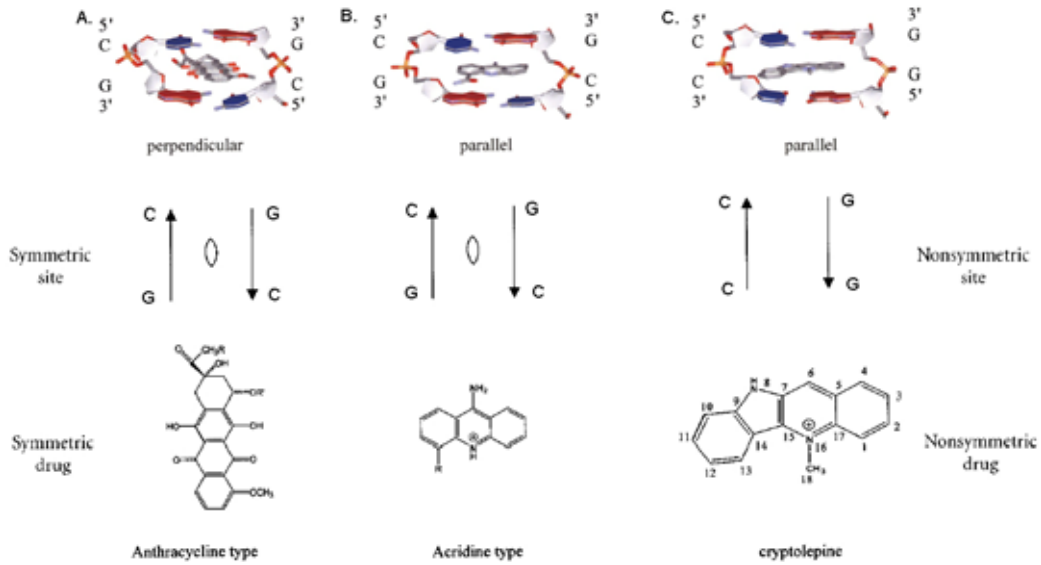 A.
5'
3'
C
G
G
C
3'
5'
perpendicular
B.
5'
3'
C
G
G
C
3'
5'
parallel
C.
5'
3'
C
G
C
G
3'
5'
parallel
Symmetric
site
C
G
G
C
C
G
G
C
C
G
C
G
Nonsymmetric
site
Symmetric
drug
O
CH₂R
OH
OR'
HO
OH
O
O
OCH₃
Anthracycline type
NH₂
⊕
N
H
R
Acridine type
H
N
8
7
6
5
4
3
2
1
9
10
11
12
13
14
15
N
⊕
16
17
CH₃
18
cryptolepine
Nonsymmetric
drug